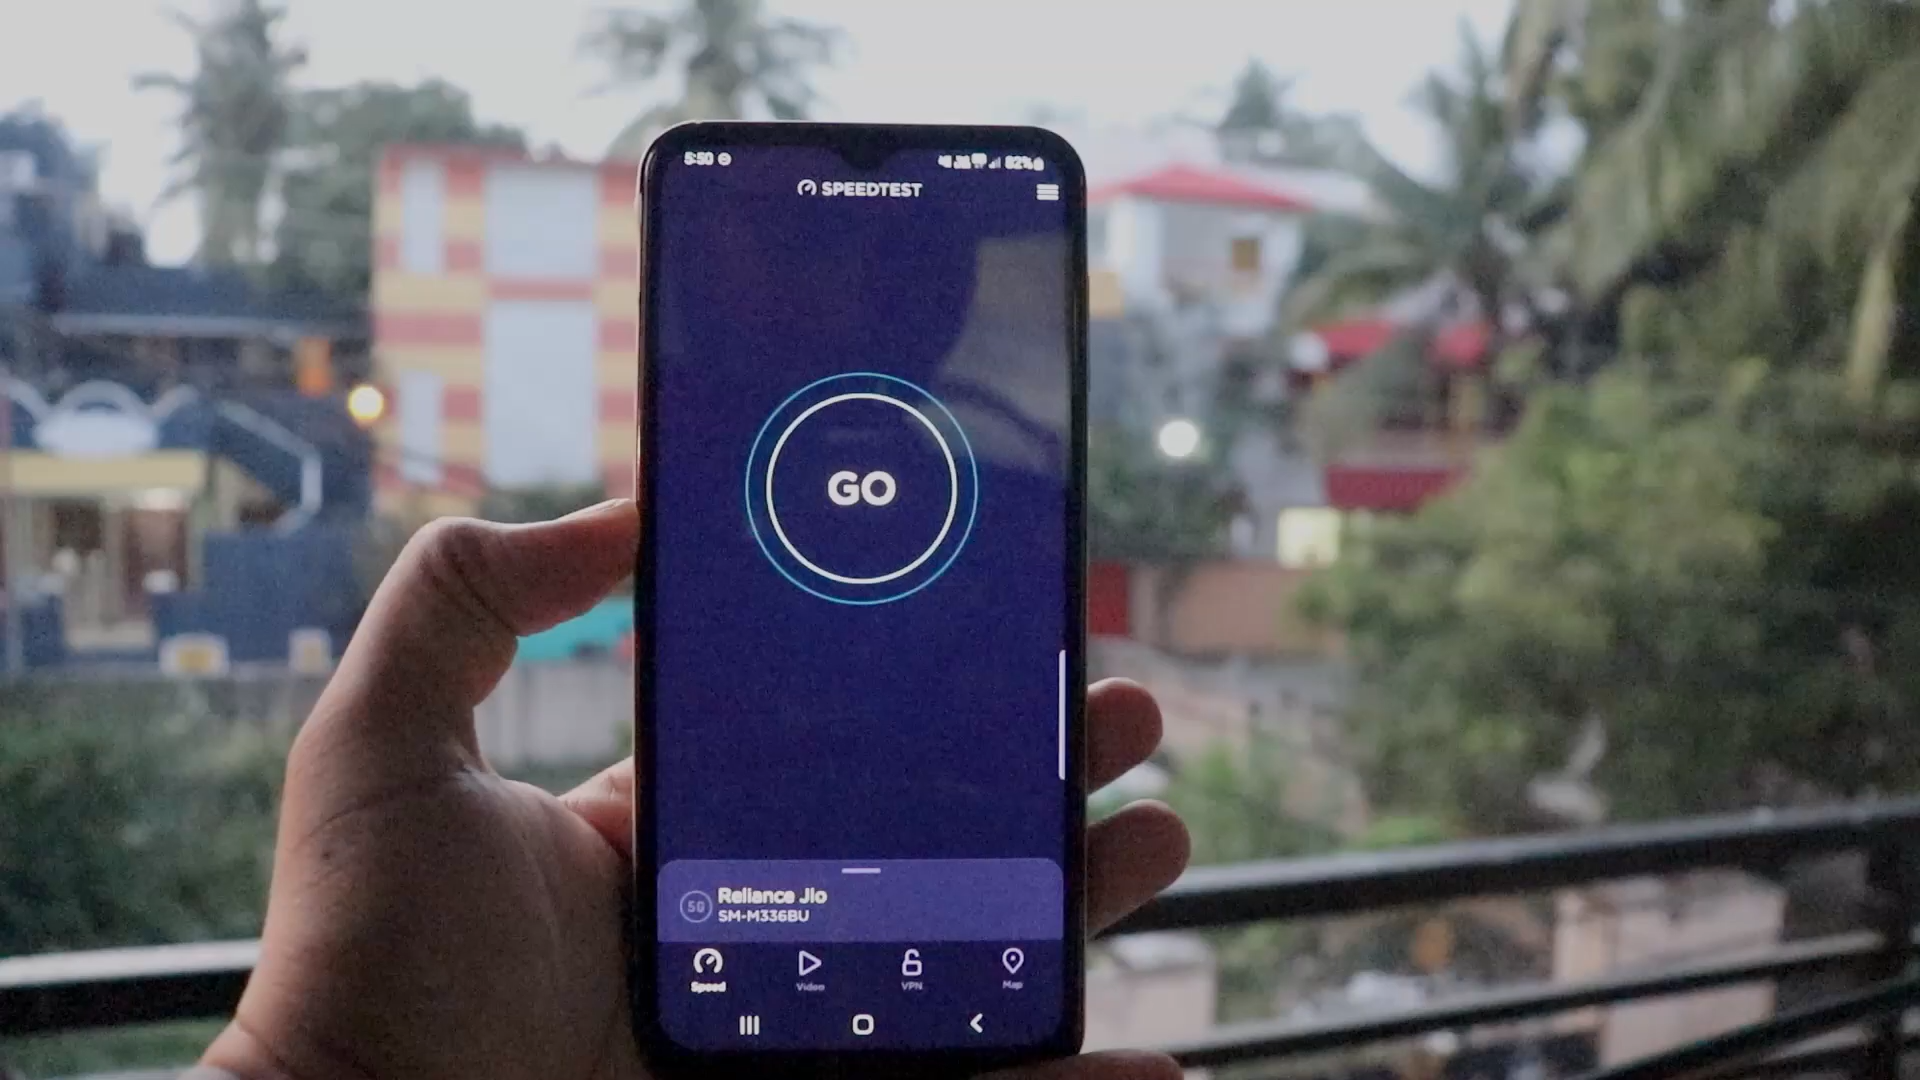 5:50
82%
SPEEDTEST
GO
5G
Reliance Jio
SM-M336BU
Speed
Video
VPN
Map